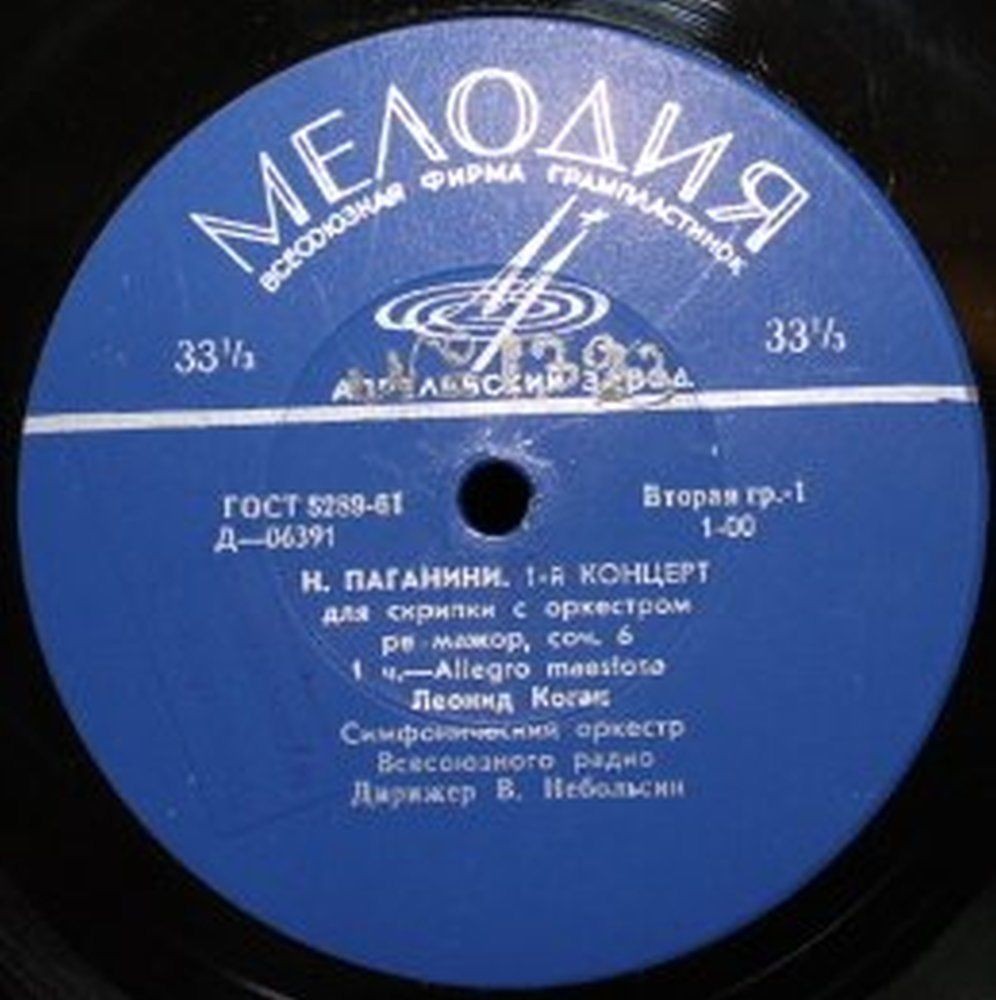 МЕЛОДИЯ
ВСЕСОЮЗНАЯ ФИРМА ГРАМПЛАСТИНОК
33⅓ 33⅓
АПРЕЛЕВСКИЙ ЗАВОД
ГОСТ 5289-61 Вторая гр.-1
Д—06391 1-00
Н. ПАГАНИНИ. 1-й КОНЦЕРТ
для скрипки с оркестром
ре мажор, соч. 6
1 ч.—Allegro maestoso
Леонид Коган
Симфонический оркестр
Всесоюзного радио
Дирижер В. Небольсин